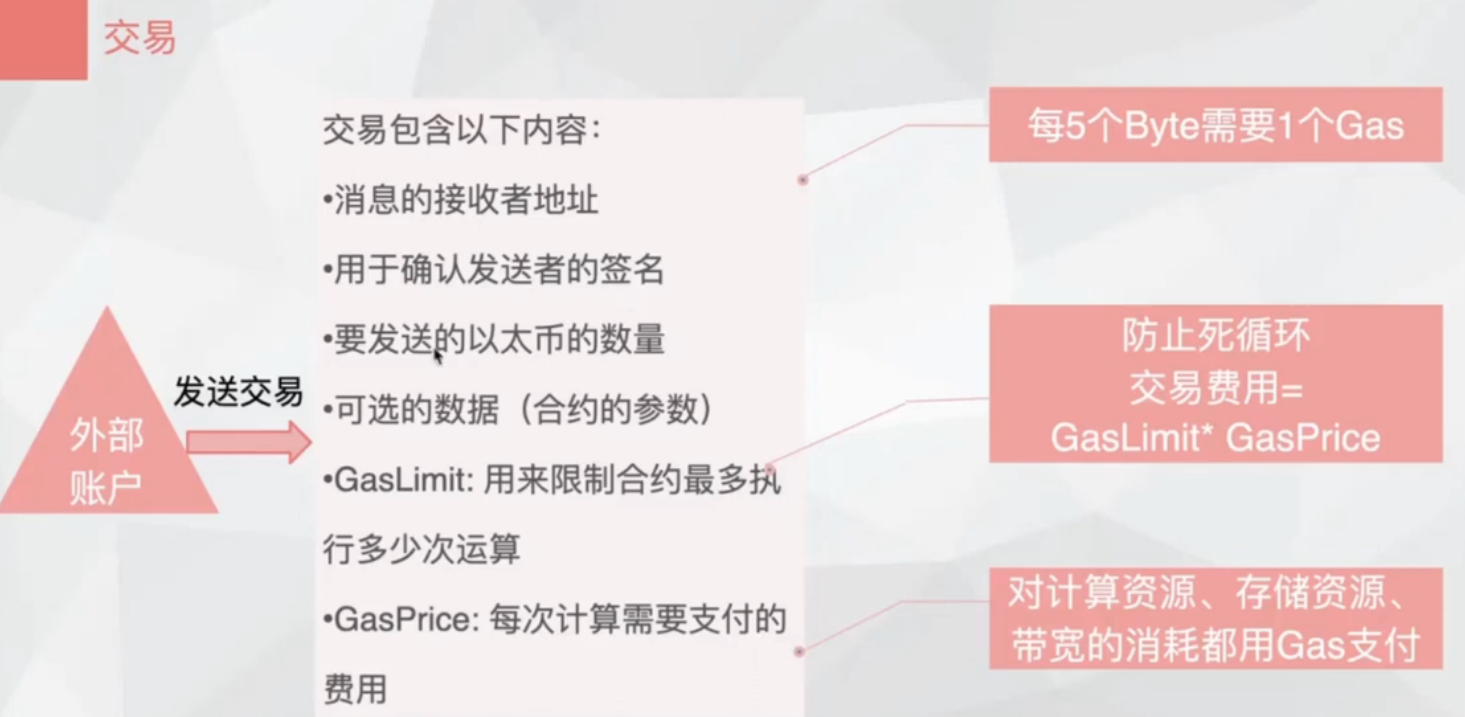 交易
交易包含以下内容：
•消息的接收者地址
•用于确认发送者的签名
•要发送的以太币的数量
•可选的数据（合约的参数）
•GasLimit: 用来限制合约最多执
行多少次运算
•GasPrice: 每次计算需要支付的
费用
外部
账户
发送交易
每5个Byte需要1个Gas
防止死循环
交易费用=
GasLimit* GasPrice
对计算资源、存储资源、
带宽的消耗都用Gas支付